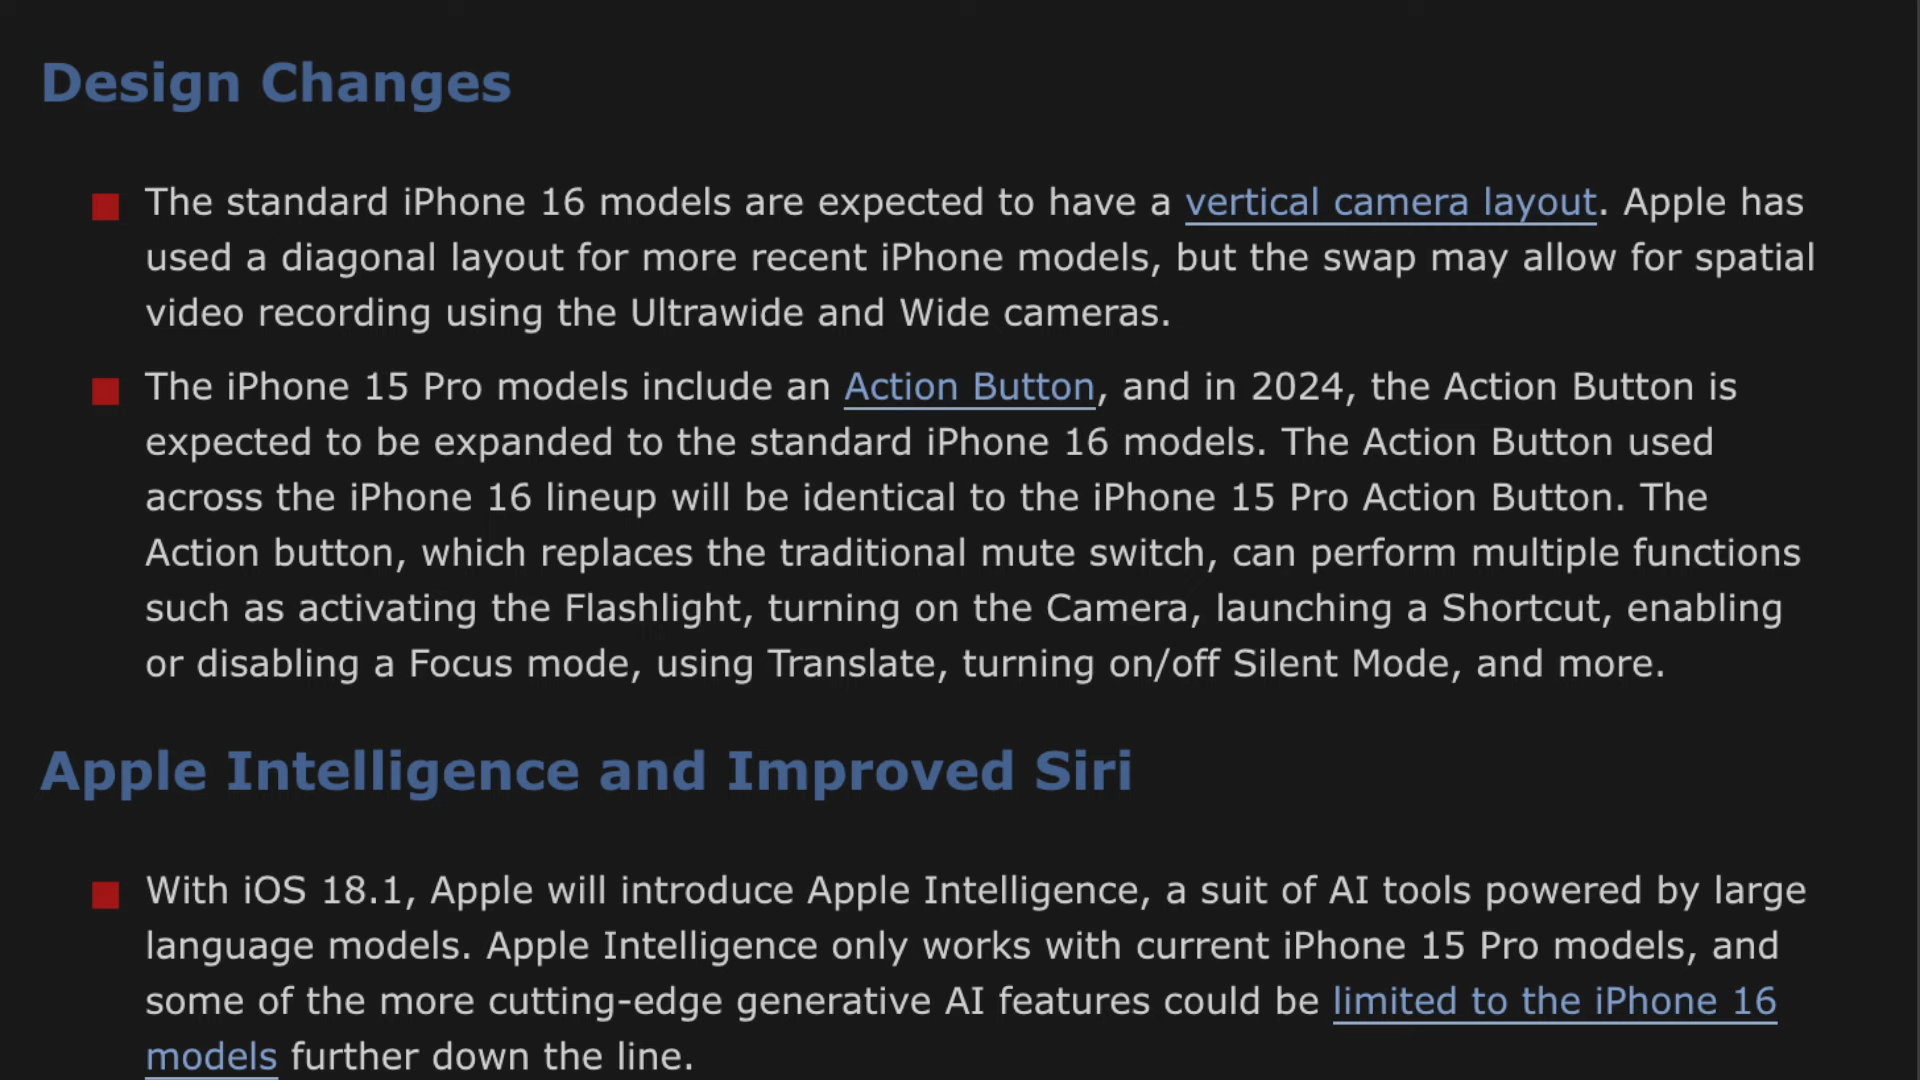 Design Changes
The standard iPhone 16 models are expected to have a vertical camera layout. Apple has
used a diagonal layout for more recent iPhone models, but the swap may allow for spatial
video recording using the Ultrawide and Wide cameras.
The iPhone 15 Pro models include an Action Button, and in 2024, the Action Button is
expected to be expanded to the standard iPhone 16 models. The Action Button used
across the iPhone 16 lineup will be identical to the iPhone 15 Pro Action Button. The
Action button, which replaces the traditional mute switch, can perform multiple functions
such as activating the Flashlight, turning on the Camera, launching a Shortcut, enabling
or disabling a Focus mode, using Translate, turning on/off Silent Mode, and more.
Apple Intelligence and Improved Siri
With iOS 18.1, Apple will introduce Apple Intelligence, a suit of AI tools powered by large
language models. Apple Intelligence only works with current iPhone 15 Pro models, and
some of the more cutting-edge generative AI features could be limited to the iPhone 16
models further down the line.